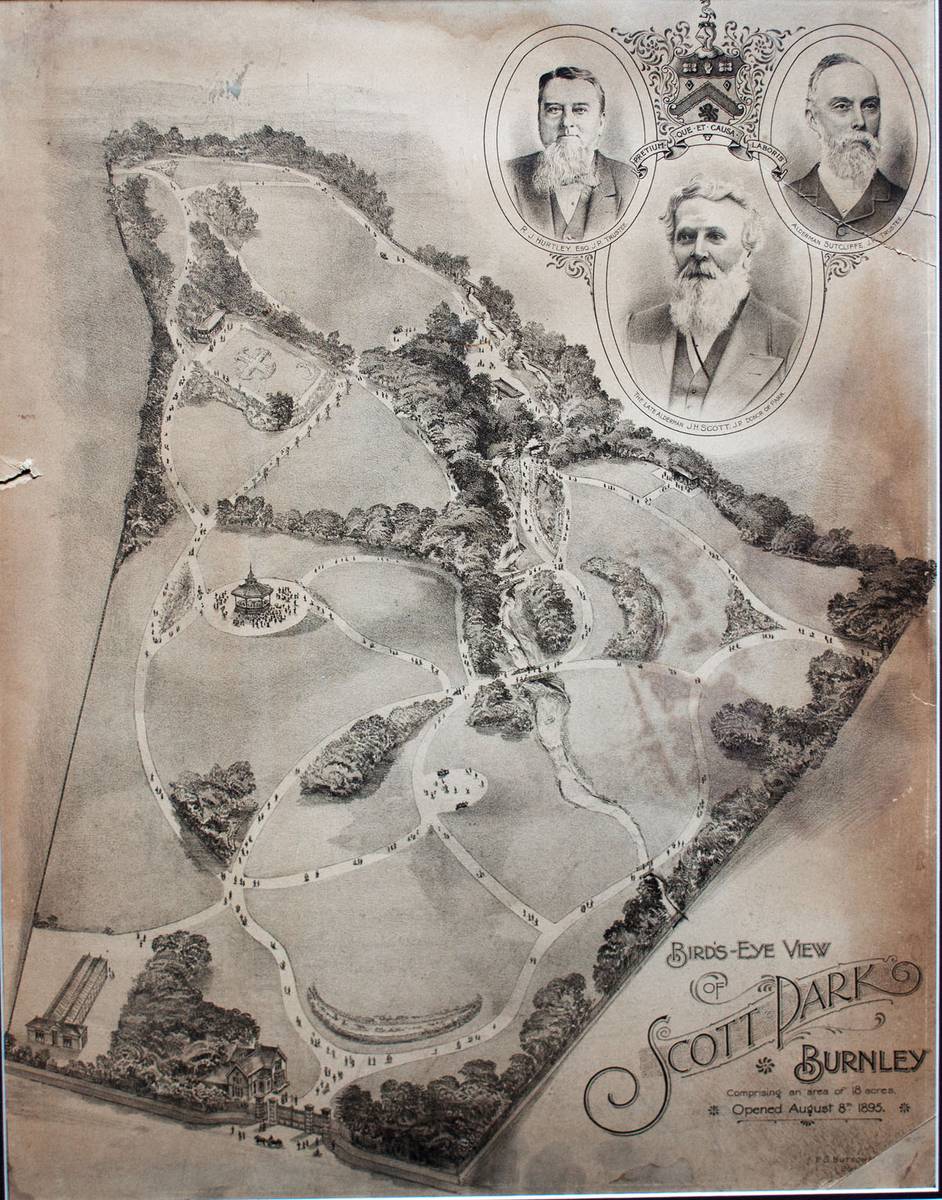 PRETIUM · QUE · ET · CAUSA · LABORIS
R. J. HURTLEY. ESQ. J.P. TRUSTEE
ALDERMAN SUTCLIFFE. J.P. TRUSTEE
THE LATE ALDERMAN J.H. SCOTT. J.P. DONOR OF PARK.
BIRD'S-EYE VIEW
OF
SCOTT PARK
BURNLEY
Comprising an area of 18 acres.
Opened August 8th 1895.